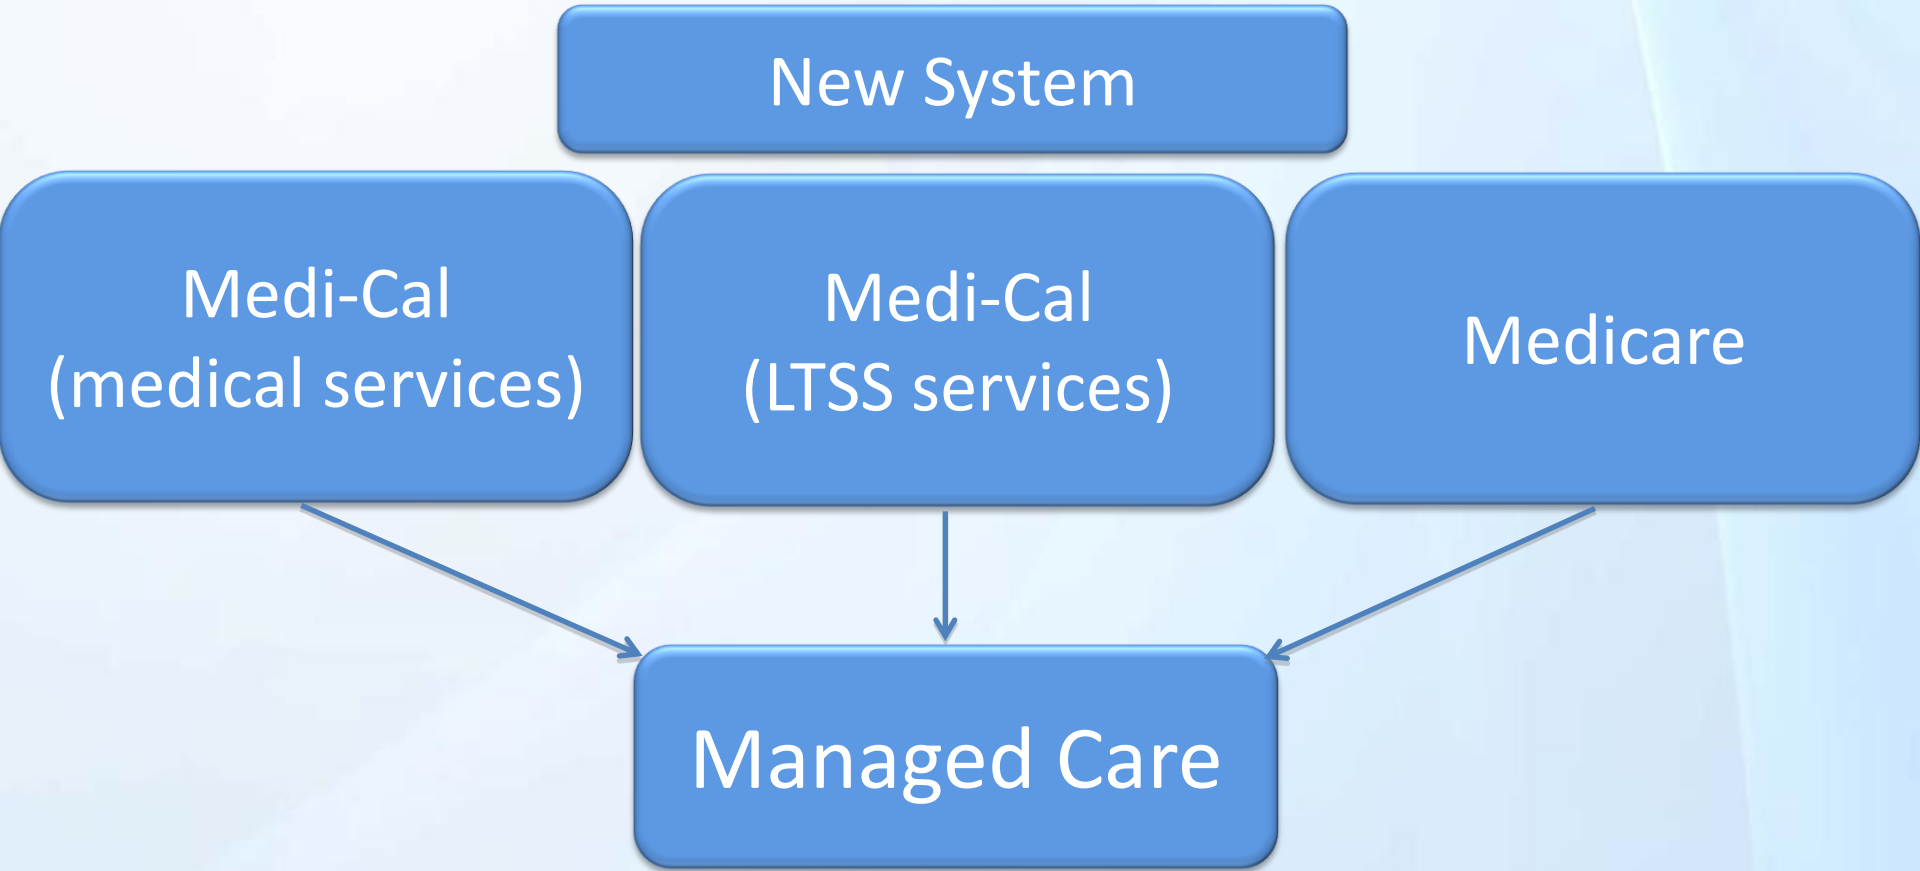 New System
Medi-Cal
(medical services)
Medi-Cal
(LTSS services)
Medicare
Managed Care